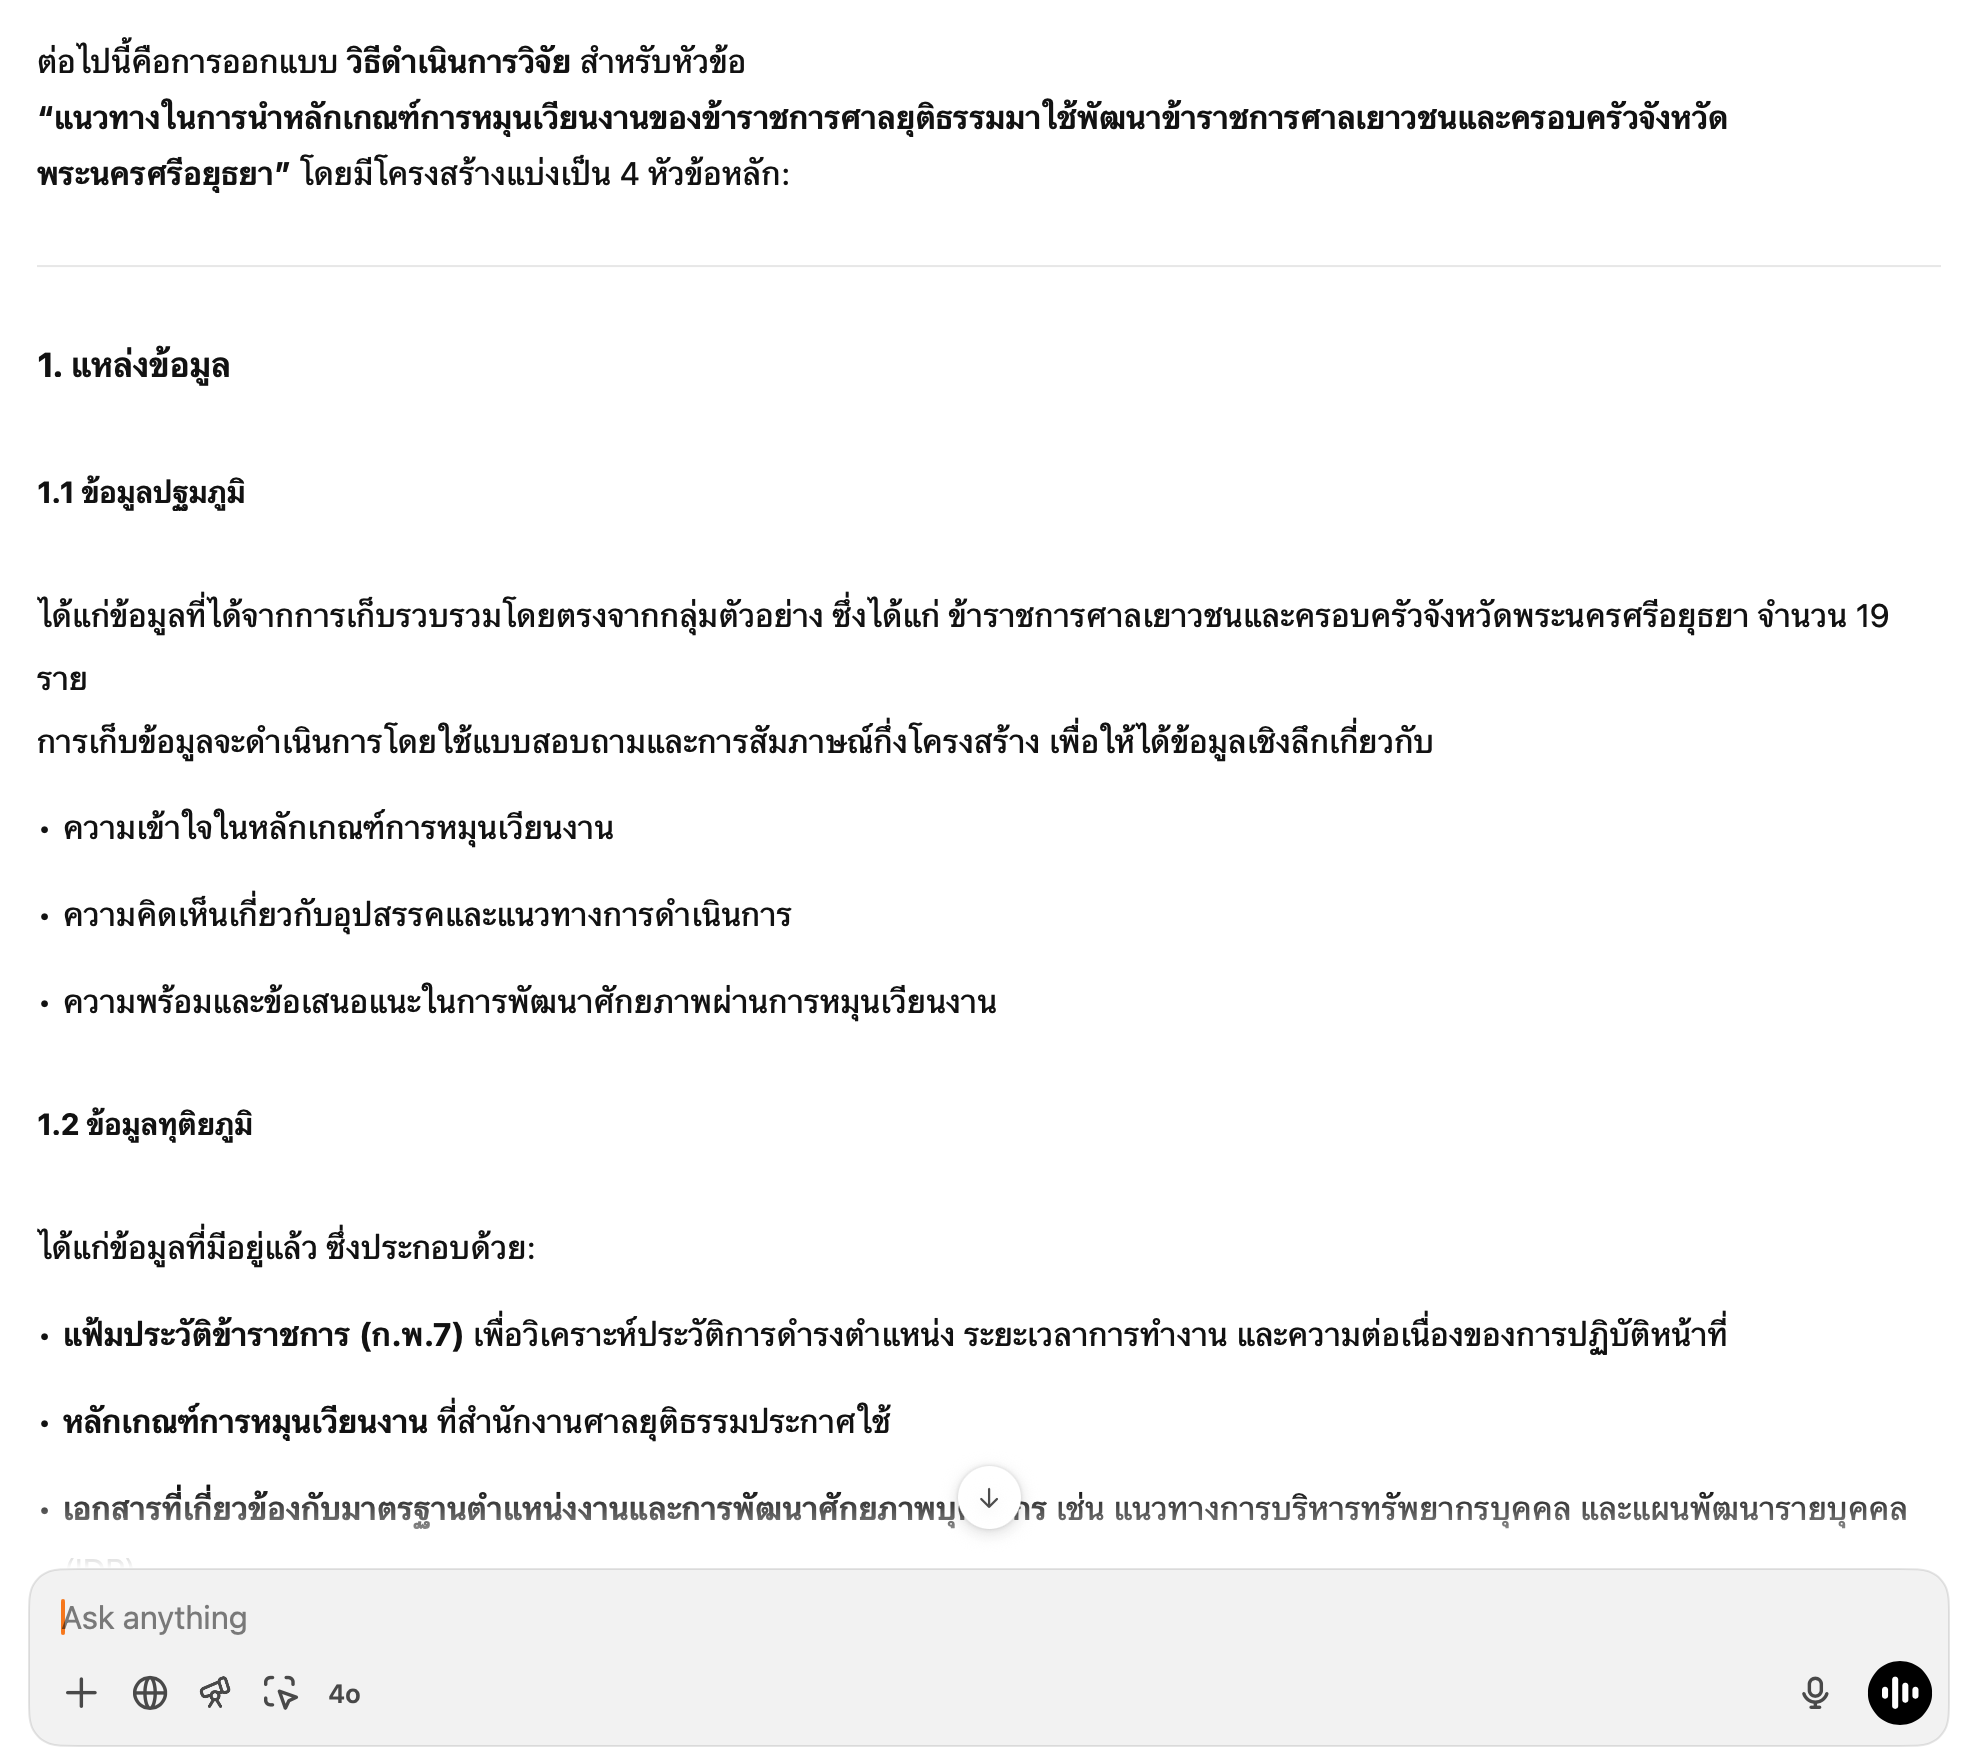 ต่อไปนี้คือการออกแบบ วิธีดำเนินการวิจัย สำหรับหัวข้อ
“แนวทางในการนำหลักเกณฑ์การหมุนเวียนงานของข้าราชการศาลยุติธรรมมาใช้พัฒนาข้าราชการศาลเยาวชนและครอบครัวจังหวัด
พระนครศรีอยุธยา” โดยมีโครงสร้างแบ่งเป็น 4 หัวข้อหลัก:
1. แหล่งข้อมูล
1.1 ข้อมูลปฐมภูมิ
ได้แก่ข้อมูลที่ได้จากการเก็บรวบรวมโดยตรงจากกลุ่มตัวอย่าง ซึ่งได้แก่ ข้าราชการศาลเยาวชนและครอบครัวจังหวัดพระนครศรีอยุธยา จำนวน 19
ราย
การเก็บข้อมูลจะดำเนินการโดยใช้แบบสอบถามและการสัมภาษณ์กึ่งโครงสร้าง เพื่อให้ได้ข้อมูลเชิงลึกเกี่ยวกับ
• ความเข้าใจในหลักเกณฑ์การหมุนเวียนงาน
• ความคิดเห็นเกี่ยวกับอุปสรรคและแนวทางการดำเนินการ
• ความพร้อมและข้อเสนอแนะในการพัฒนาศักยภาพผ่านการหมุนเวียนงาน
1.2 ข้อมูลทุติยภูมิ
ได้แก่ข้อมูลที่มีอยู่แล้ว ซึ่งประกอบด้วย:
• แฟ้มประวัติข้าราชการ (ก.พ.7) เพื่อวิเคราะห์ประวัติการดำรงตำแหน่ง ระยะเวลาการทำงาน และความต่อเนื่องของการปฏิบัติหน้าที่
• หลักเกณฑ์การหมุนเวียนงาน ที่สำนักงานศาลยุติธรรมประกาศใช้
• เอกสารที่เกี่ยวข้องกับมาตรฐานตำแหน่งงานและการพัฒนาศักยภาพ เช่น แนวทางการบริหารทรัพยากรบุคคล และแผนพัฒนารายบุคคล
Ask anything
4o